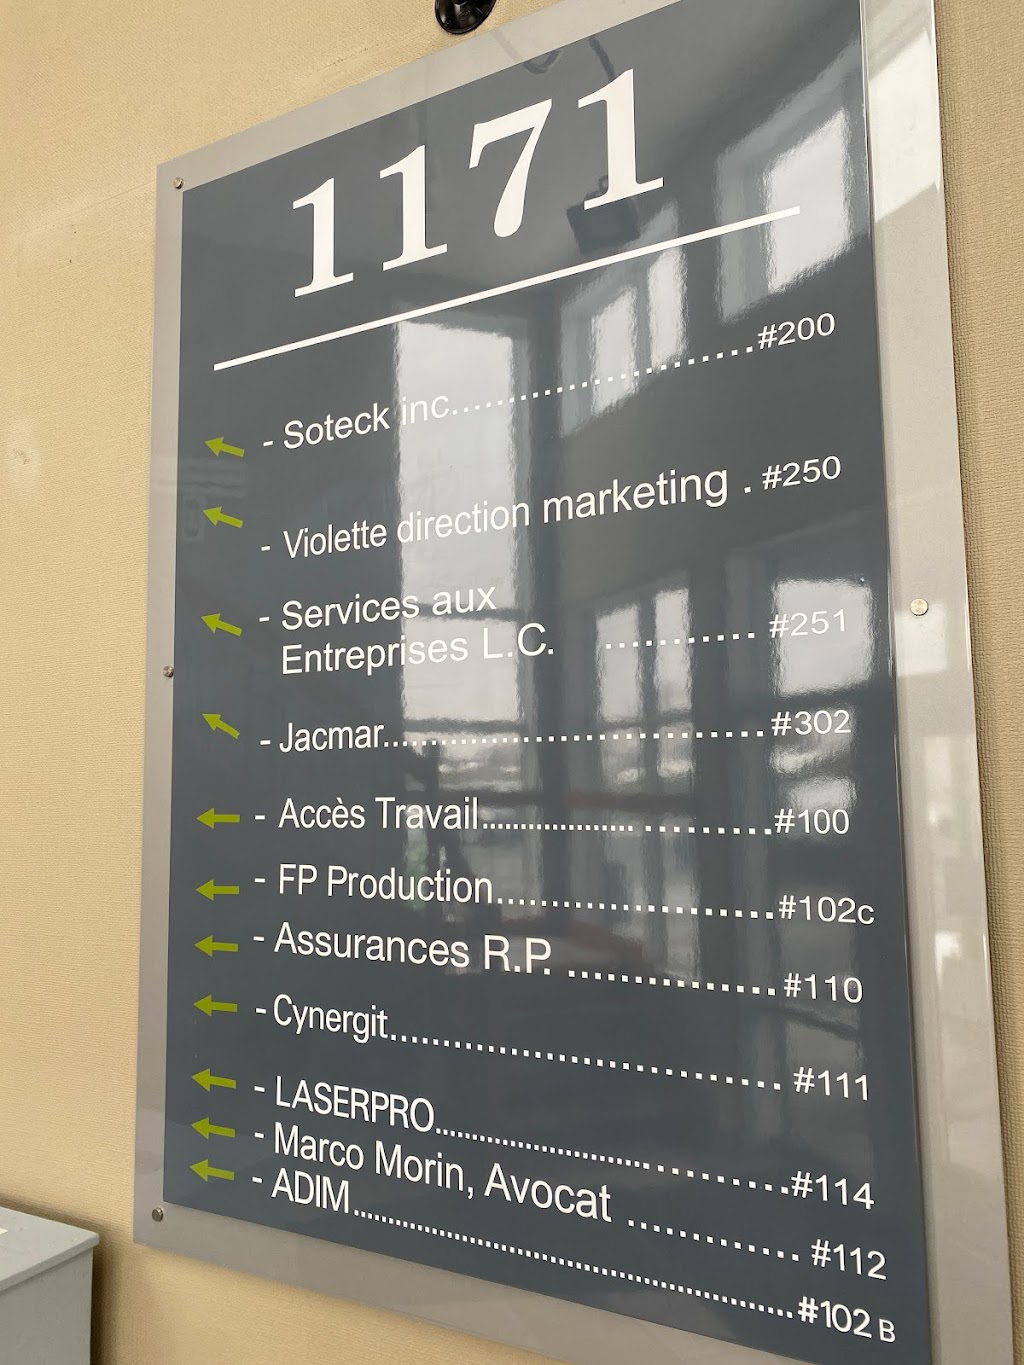 1171
- Soteck inc.......................... #200
- Violette direction marketing . #250
- Services aux
Entreprises L.C. ........... #251
- Jacmar.............................. #302
- Accès Travail.............................#100
- FP Production......................#102c
- Assurances R.P. ................#110
- Cynergit..............................#111
- LASERPRO...................................#114
- Marco Morin, Avocat .............#112
- ADIM.......................................................#102 B